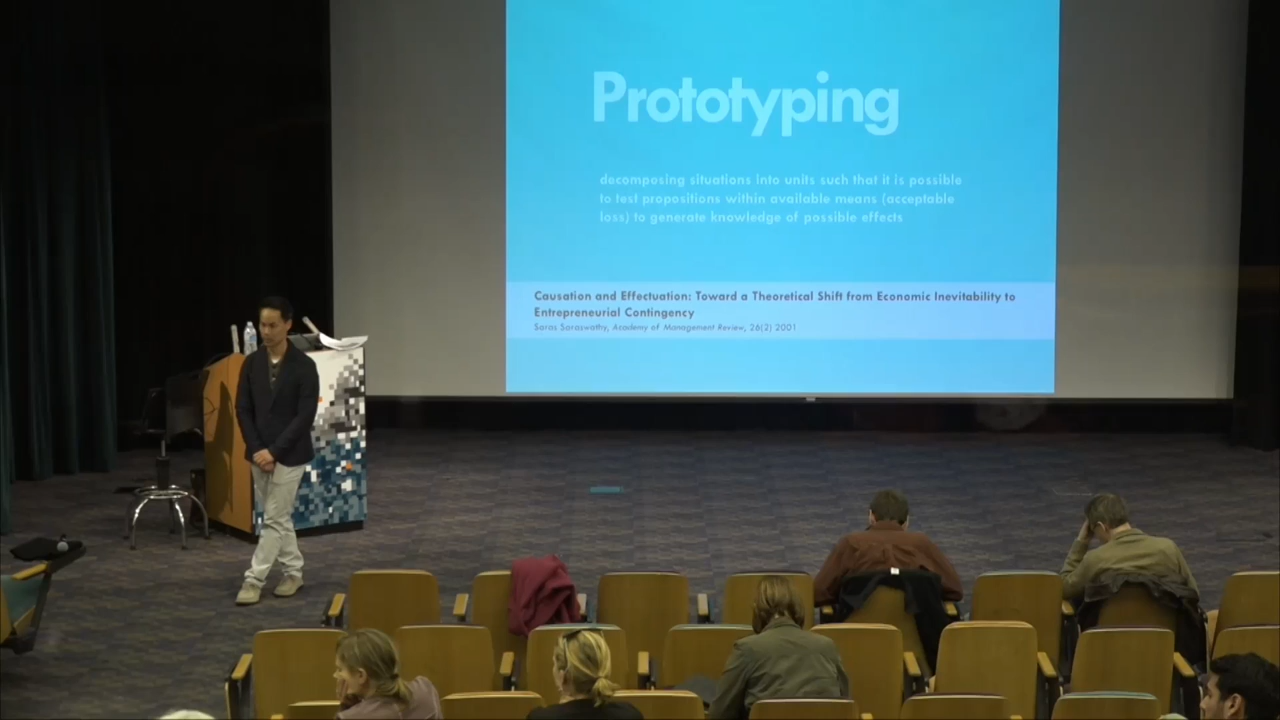 Prototyping
decomposing situations into units such that it is possible
to test propositions within available means (acceptable
loss) to generate knowledge of possible effects
Causation and Effectuation: Toward a Theoretical Shift from Economic Inevitability to
Entrepreneurial Contingency
Saras Sarasvathy, Academy of Management Review, 26(2) 2001